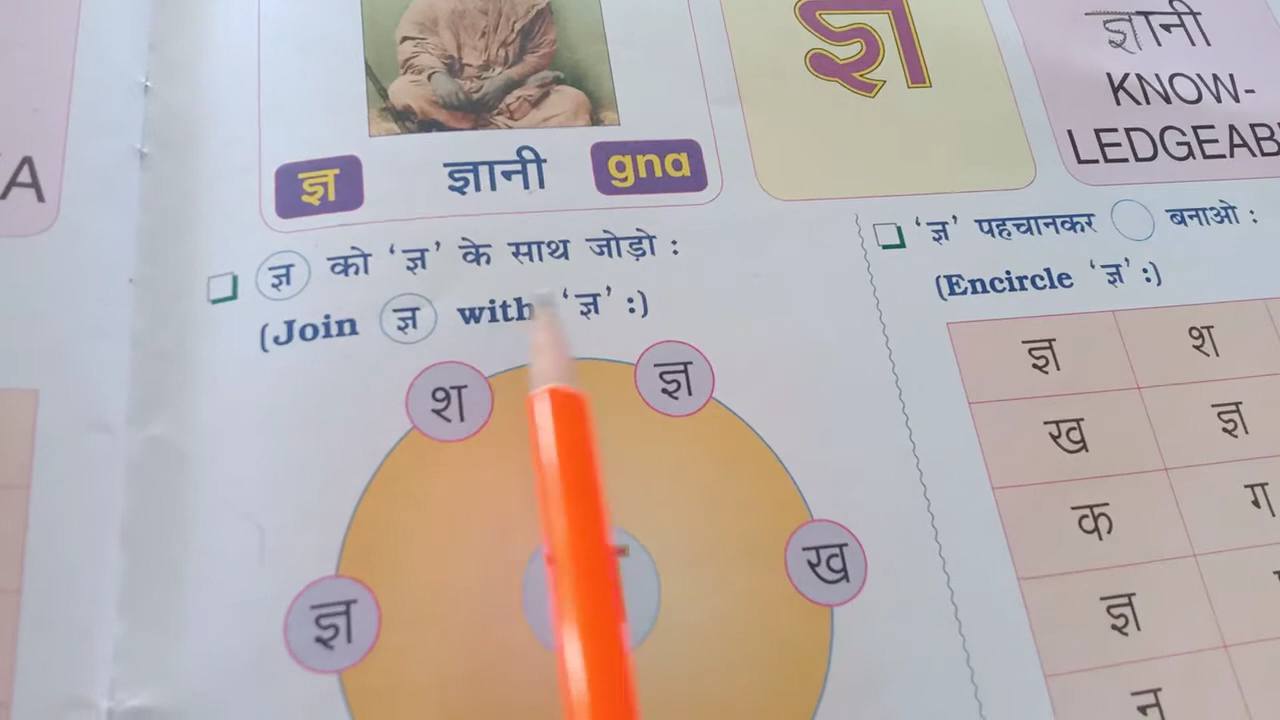 A
ज्ञ ज्ञानी gna
ज्ञ
ज्ञानी
KNOW-
LEDGEAB
ज्ञ को ‘ज्ञ’ के साथ जोड़ो :
(Join ज्ञ with ‘ज्ञ’ :)
श ज्ञ
ख
ज्ञ
‘ज्ञ’ पहचानकर बनाओ :
(Encircle ‘ज्ञ’ :)
ज्ञ श
ख ज्ञ
क ग
ज्ञ
न